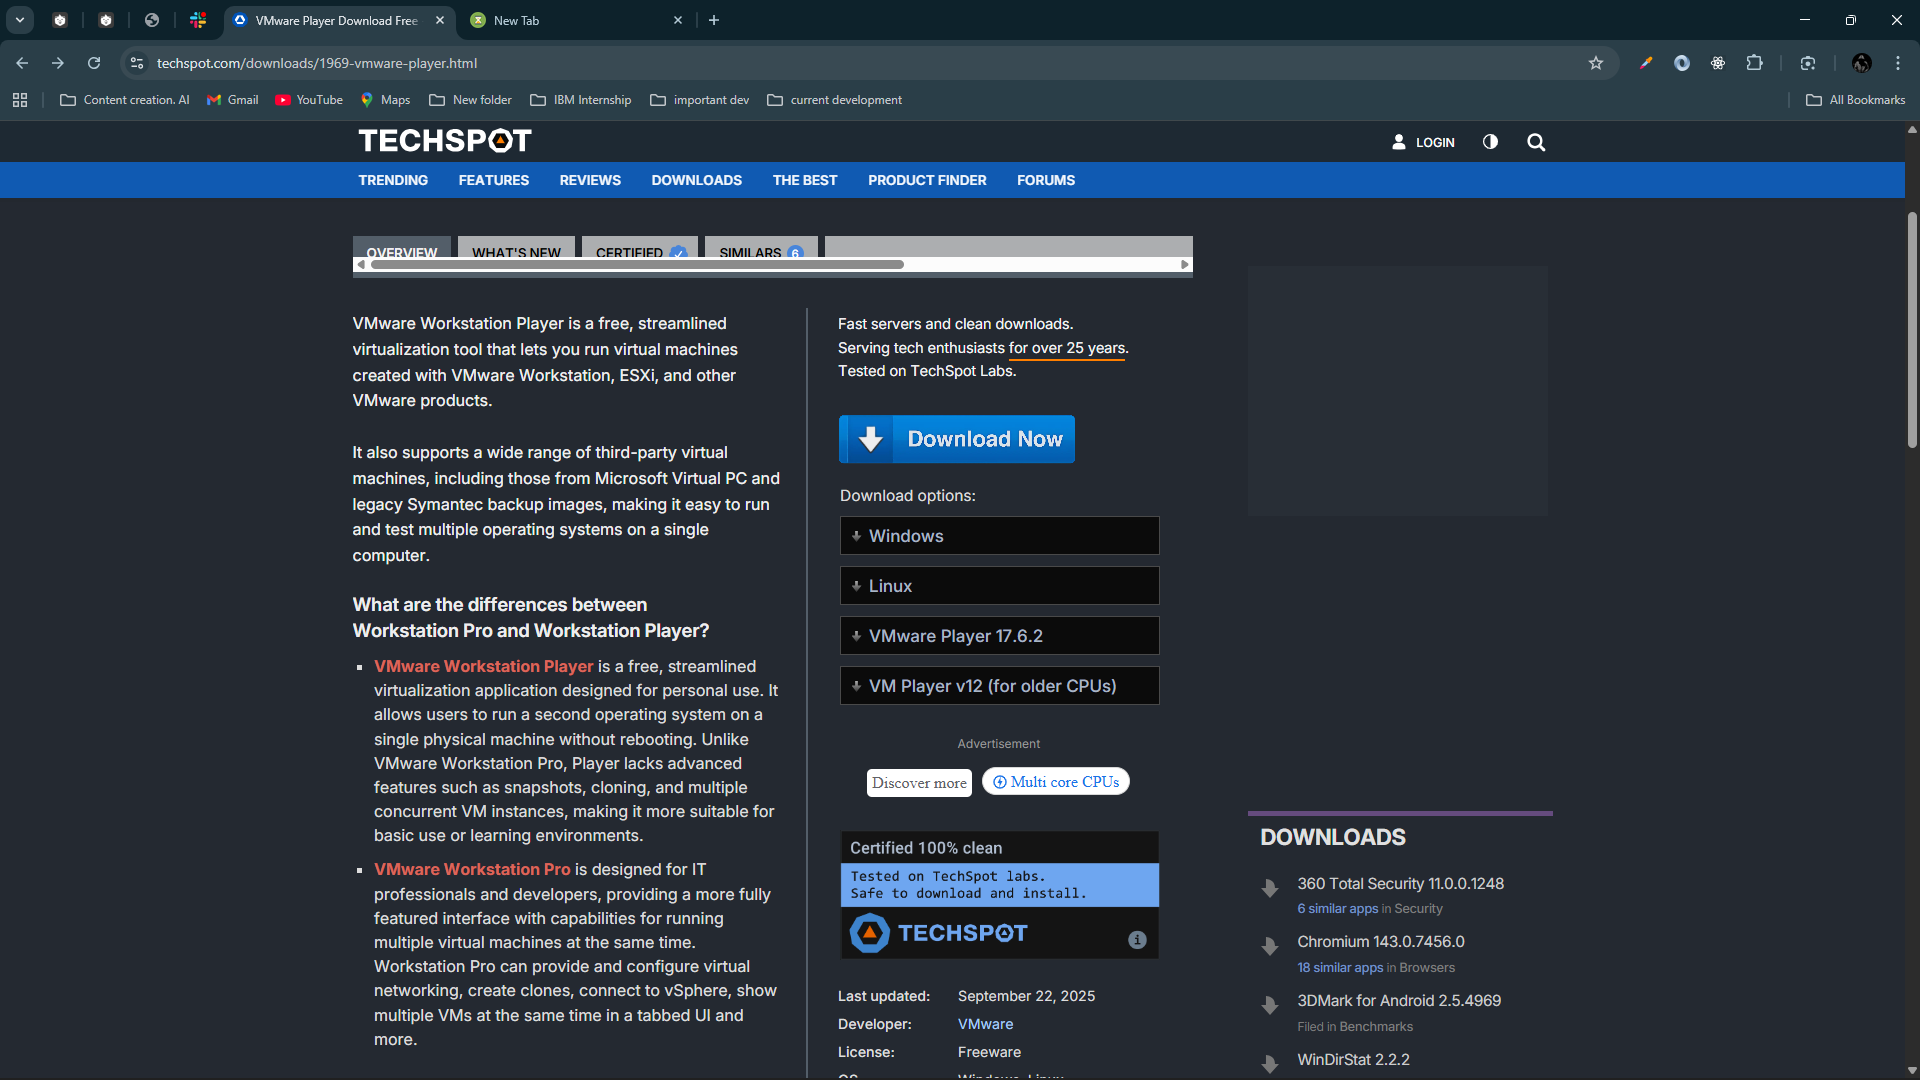 VMware Player Download Free
New Tab
techspot.com/downloads/1969-vmware-player.html
Content creation. AI
Gmail
YouTube
Maps
New folder
IBM Internship
important dev
current development
All Bookmarks
TECHSPOT
LOGIN
TRENDING
FEATURES
REVIEWS
DOWNLOADS
THE BEST
PRODUCT FINDER
FORUMS
OVERVIEW
WHAT'S NEW
CERTIFIED
SIMILARS 6
VMware Workstation Player is a free, streamlined
virtualization tool that lets you run virtual machines
created with VMware Workstation, ESXi, and other
VMware products.
It also supports a wide range of third-party virtual
machines, including those from Microsoft Virtual PC and
legacy Symantec backup images, making it easy to run
and test multiple operating systems on a single
computer.
What are the differences between
Workstation Pro and Workstation Player?
VMware Workstation Player is a free, streamlined
virtualization application designed for personal use. It
allows users to run a second operating system on a
single physical machine without rebooting. Unlike
VMware Workstation Pro, Player lacks advanced
features such as snapshots, cloning, and multiple
concurrent VM instances, making it more suitable for
basic use or learning environments.
VMware Workstation Pro is designed for IT
professionals and developers, providing a more fully
featured interface with capabilities for running
multiple virtual machines at the same time.
Workstation Pro can provide and configure virtual
networking, create clones, connect to vSphere, show
multiple VMs at the same time in a tabbed UI and
more.
Fast servers and clean downloads.
Serving tech enthusiasts for over 25 years.
Tested on TechSpot Labs.
Download Now
Download options:
Windows
Linux
VMware Player 17.6.2
VM Player v12 (for older CPUs)
Advertisement
Discover more
Multi core CPUs
Certified 100% clean
Tested on TechSpot labs.
Safe to download and install.
TECHSPOT
Last updated: September 22, 2025
Developer: VMware
License: Freeware
OS: Windows, Linux
DOWNLOADS
360 Total Security 11.0.0.1248
6 similar apps in Security
Chromium 143.0.7456.0
18 similar apps in Browsers
3DMark for Android 2.5.4969
Filed in Benchmarks
WinDirStat 2.2.2